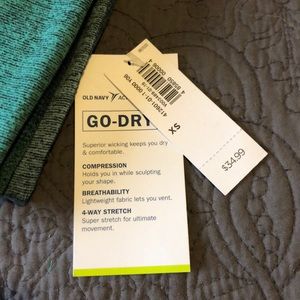 OLD NAVY
GO-DRY
Superior wicking keeps you dry
& comfortable.
COMPRESSION
Holds you in while sculpting
your shape.
BREATHABILITY
Lightweight fabric lets you vent.
4-WAY STRETCH
Super stretch for ultimate
movement.
XS
$34.99